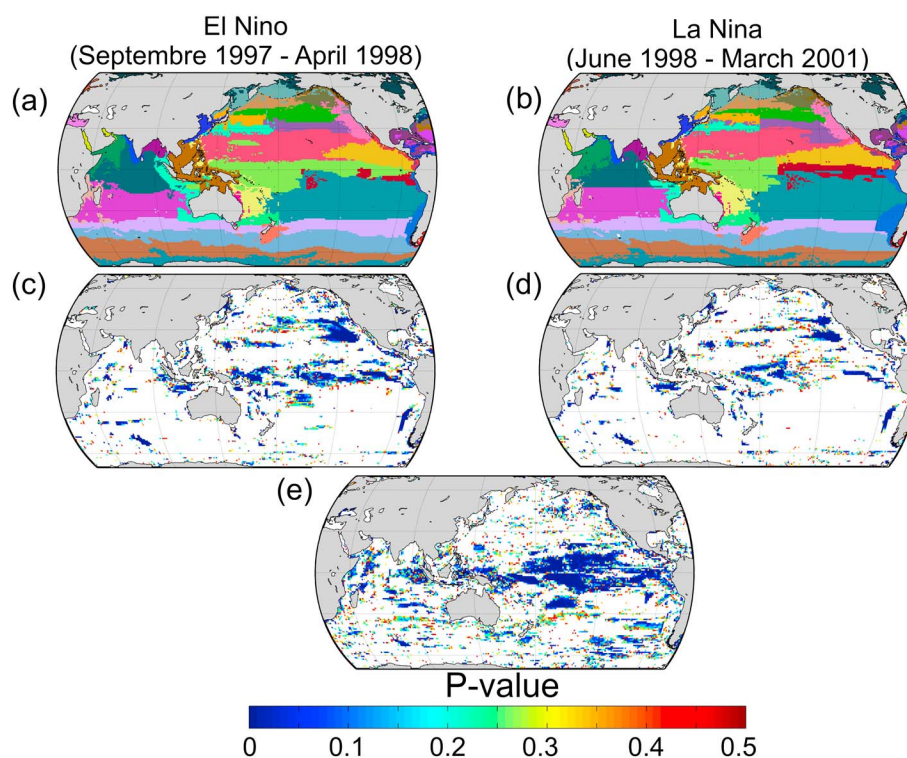 El Nino
(Septembre 1997 - April 1998)
La Nina
(June 1998 - March 2001)
(a)
(b)
(c)
(d)
(e)
P-value
0 0.1 0.2 0.3 0.4 0.5